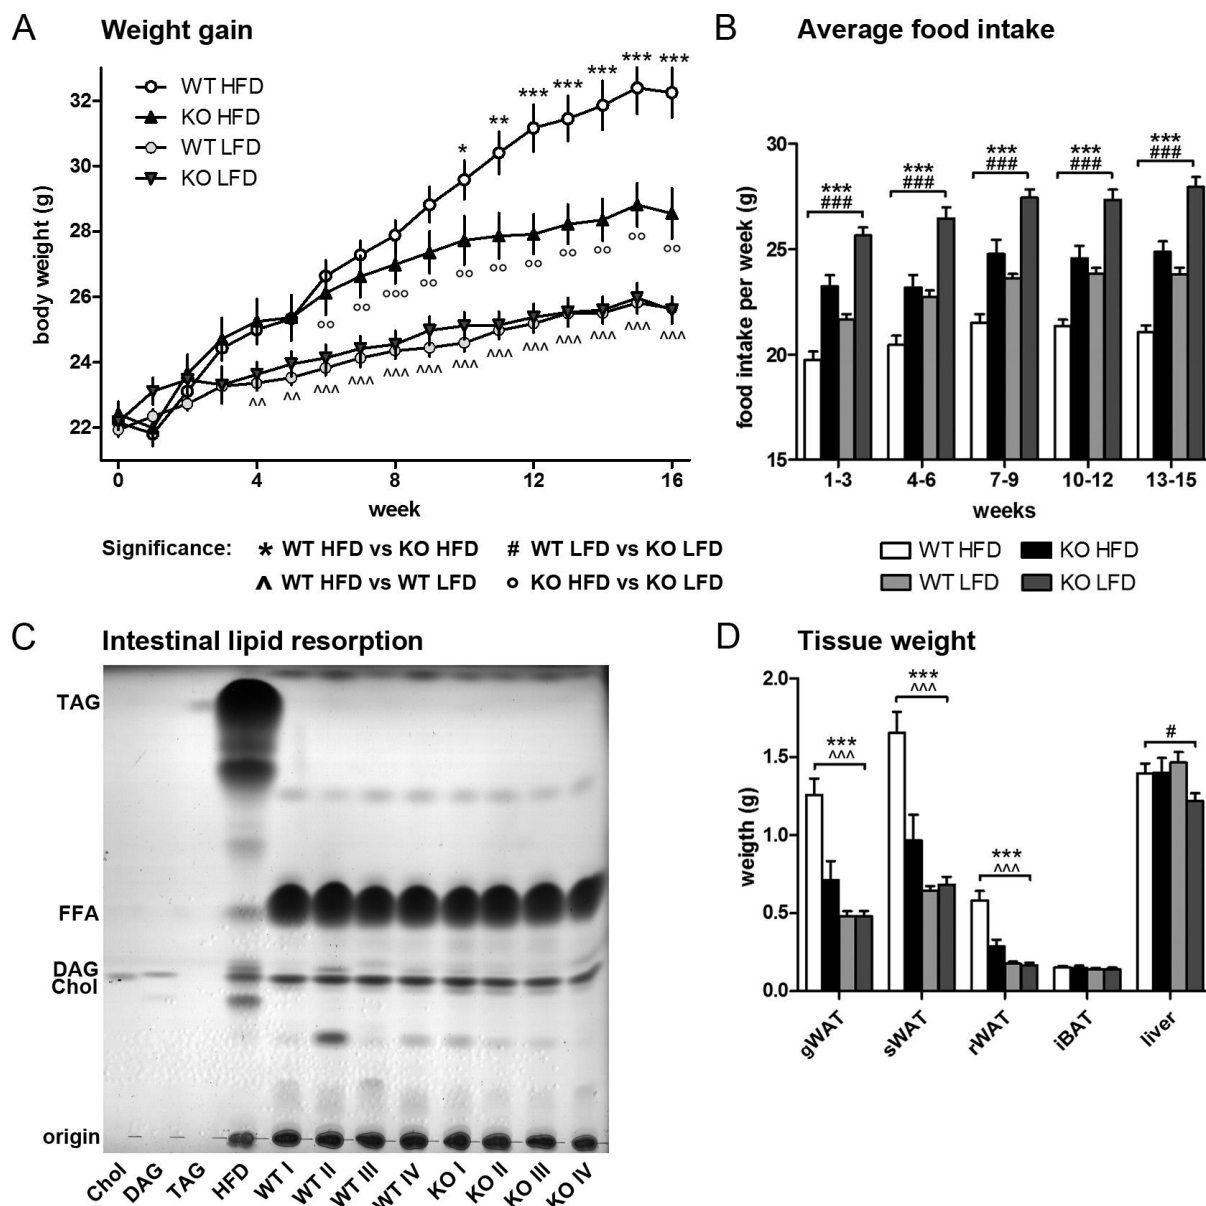 A Weight gain
WT HFD
KO HFD
WT LFD
KO LFD
body weight (g)
32
30
28
26
24
22
* ** *** *** *** *** ***
°° °° °°° °° °° °° °° °° °° °° °°
^^ ^^ ^^^ ^^^ ^^^ ^^^ ^^^ ^^^ ^^^ ^^^ ^^^ ^^^ ^^^
0 4 8 12 16
week
B Average food intake
food intake per week (g)
30
25
20
15
*** *** *** *** ***
### ### ### ### ###
1-3 4-6 7-9 10-12 13-15
weeks
WT HFD KO HFD
WT LFD KO LFD
Significance: * WT HFD vs KO HFD # WT LFD vs KO LFD
^ WT HFD vs WT LFD ° KO HFD vs KO LFD
C Intestinal lipid resorption
TAG
FFA
DAG
Chol
origin
Chol DAG TAG HFD WT I WT II WT III WT IV KO I KO II KO III KO IV
D Tissue weight
weigth (g)
2.0
1.5
1.0
0.5
0.0
*** *** *** #
^^^ ^^^ ^^^
gWAT sWAT rWAT iBAT liver